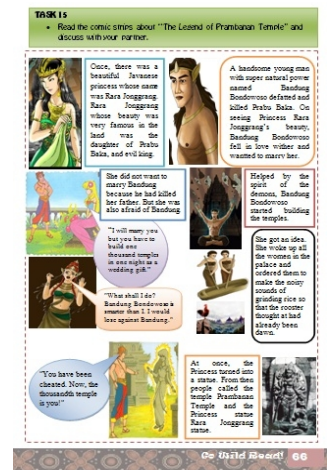 TASK 15
• Read the comic strips about "The Legend of Prambanan Temple" and
discuss with your partner.
Once, there was a
beautiful Javanese
princess whose name
was Rara Jonggrang.
Rara Jonggrang
whose beauty was
very famous in the
land was the
daughter of Prabu
Baka, and evil king.
A handsome young man
with super natural power
named Bandung
Bondowoso defatted and
killed Prabu Baka. On
seeing Princess Rara
Jonggrang's beauty,
Bandung Bondowoso
fell in love wither and
wanted to marry her.
She did not want to
marry Bandung
because he had killed
her father. But she was
also afraid of Bandung
Helped by the
spirit of the
demons, Bandung
Bondowoso
started building
the temples.
"I will marry you
but you have to
build one
thousand temples
in one night as a
wedding gift."
She got an idea.
She woke up all
the women in the
palace and
ordered them to
make the noisy
sounds of
grinding rice so
that the rooster
thought at had
already been
dawn.
"What shall I do?
Bandung Bondowoso is
smarter than I. I would
lose against Bandung."
"You have been
cheated. Now, the
thousandth temple
is you!"
At once, the
Princess turned into
a statue. From then
people called the
temple Prambanan
Temple and the
Princess statue
Rara Jonggrang
statue.
66